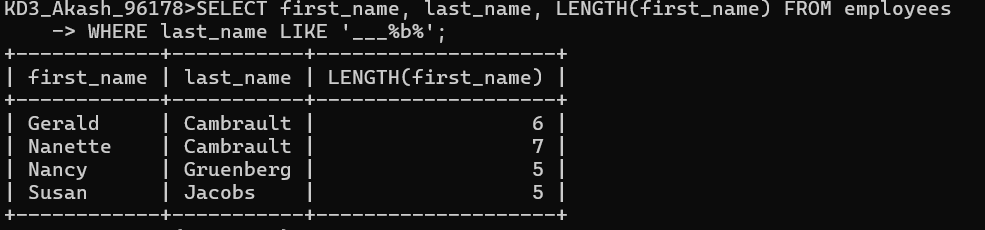 KD3_Akash_96178>SELECT first_name, last_name, LENGTH(first_name) FROM employees
    -> WHERE last_name LIKE '___%b%';
+------------+-----------+--------------------+
| first_name | last_name | LENGTH(first_name) |
+------------+-----------+--------------------+
| Gerald     | Cambrault |                  6 |
| Nanette    | Cambrault |                  7 |
| Nancy      | Gruenberg |                  5 |
| Susan      | Jacobs    |                  5 |
+------------+-----------+--------------------+